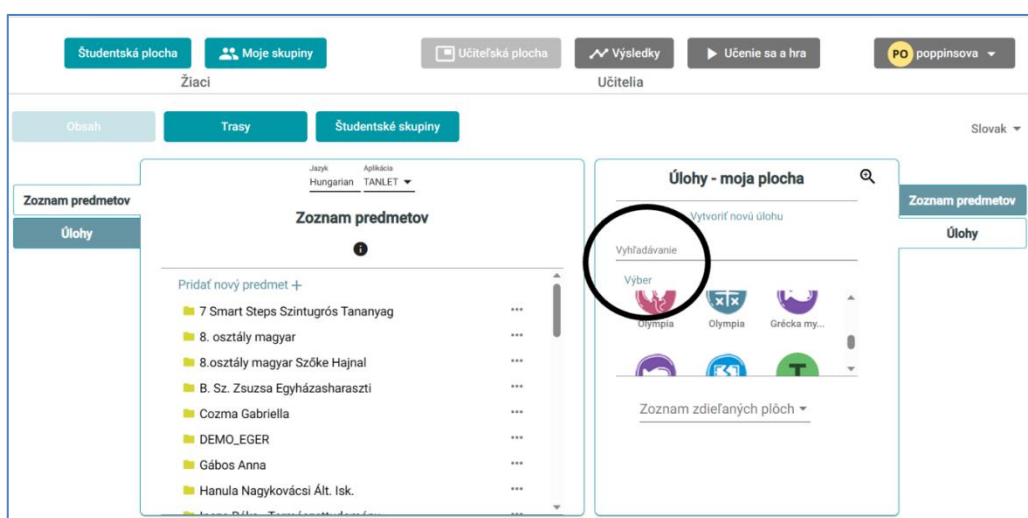 Študentská plocha
Moje skupiny
Učiteľská plocha
Výsledky
Učenie sa a hra
PO poppinsova
Žiaci
Učitelia
Obsah
Trasy
Študentské skupiny
Slovak
Zoznam predmetov
Úlohy
Jazyk
Aplikácia
Hungarian
TANLET
Zoznam predmetov
Pridať nový predmet +
7 Smart Steps Szintugrós Tananyag
8. osztály magyar
8.osztály magyar Szőke Hajnal
B. Sz. Zsuzsa Egyházasharaszti
Cozma Gabriella
DEMO_EGER
Gábos Anna
Hanula Nagykovácsi Ált. Isk.
Úlohy - moja plocha
Vytvoriť novú úlohu
Vyhľadávanie
Výber
Olympia
Olympia
Grécka my...
T
Zoznam zdieľaných plôch
Zoznam predmetov
Úlohy